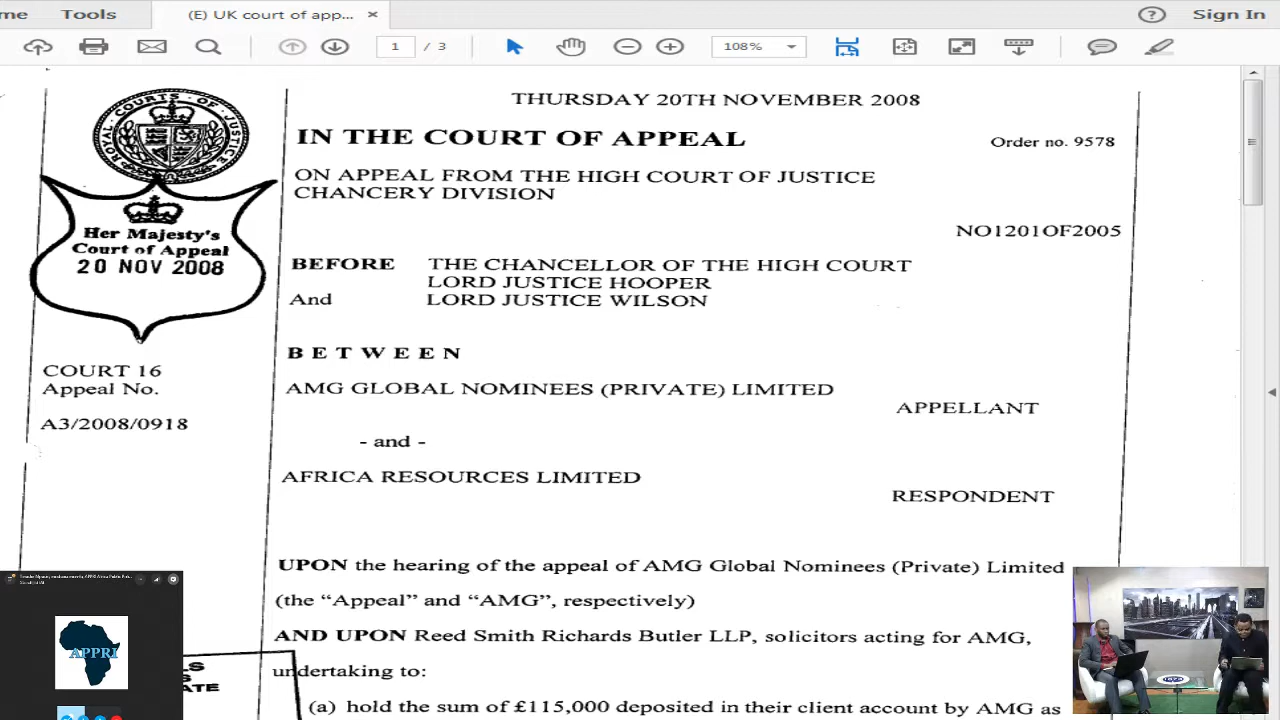 me Tools (E) UK court of app... × ? Sign In
1 / 3 108%
ROYAL COURTS OF JUSTICE
Her Majesty's
Court of Appeal
20 NOV 2008
COURT 16
Appeal No.
A3/2008/0918
THURSDAY 20TH NOVEMBER 2008
IN THE COURT OF APPEAL
Order no. 9578
ON APPEAL FROM THE HIGH COURT OF JUSTICE
CHANCERY DIVISION
NO1201OF2005
BEFORE THE CHANCELLOR OF THE HIGH COURT
LORD JUSTICE HOOPER
And LORD JUSTICE WILSON
BETWEEN
AMG GLOBAL NOMINEES (PRIVATE) LIMITED
APPELLANT
- and -
AFRICA RESOURCES LIMITED
RESPONDENT
UPON the hearing of the appeal of AMG Global Nominees (Private) Limited
(the “Appeal” and “AMG”, respectively)
AND UPON Reed Smith Richards Butler LLP, solicitors acting for AMG,
undertaking to:
(a) hold the sum of £115,000 deposited in their client account by AMG as
APPRI